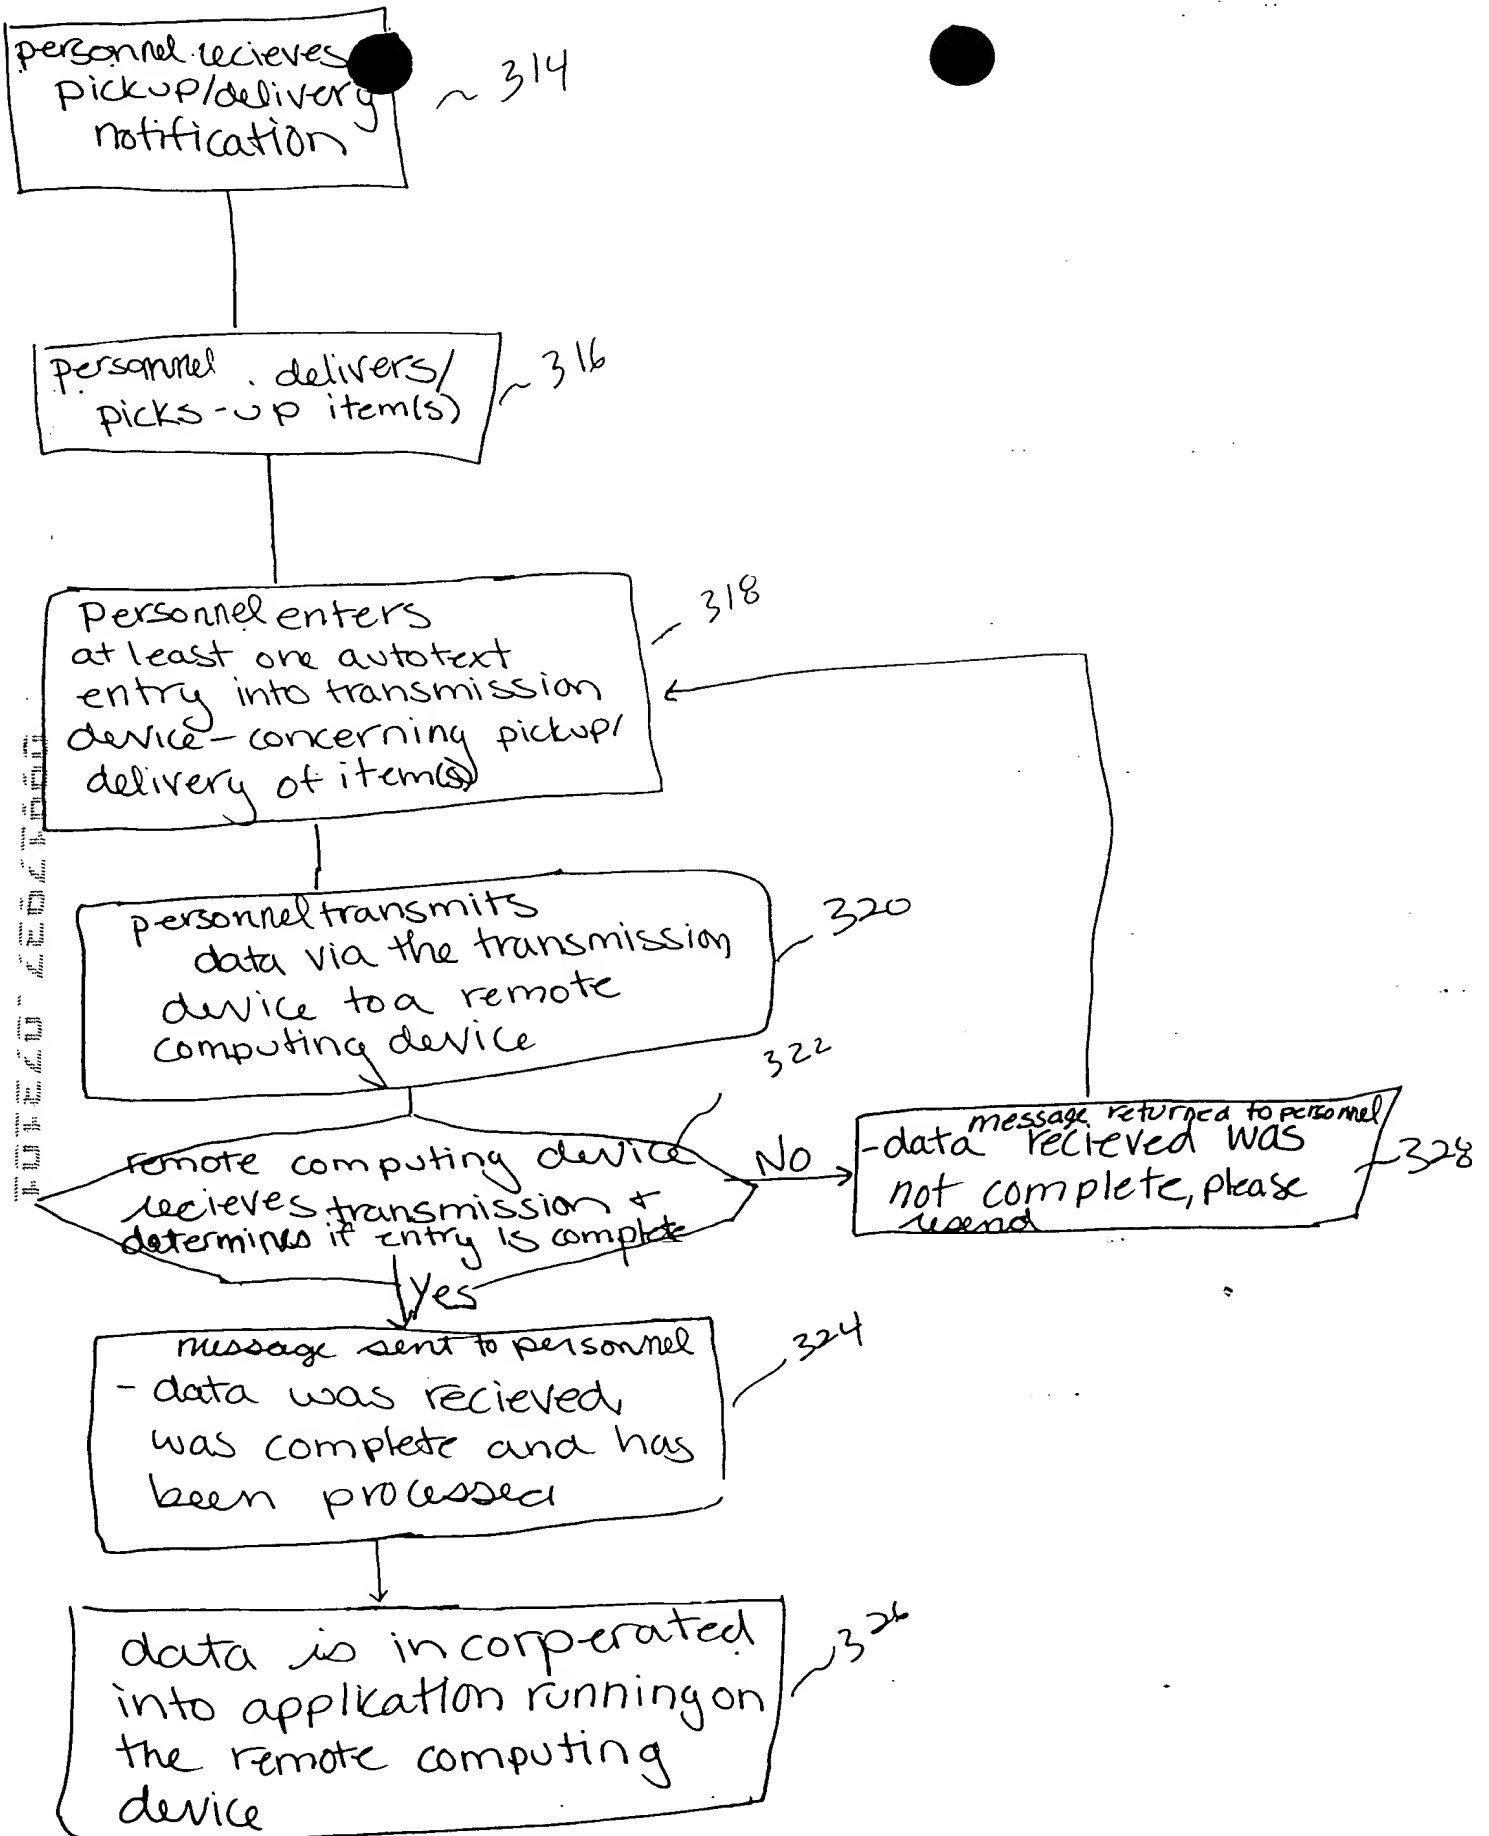 personnel recieves
pickup/delivery
notification
314
personnel delivers/
picks-up item(s)
316
personnel enters
at least one autotext
entry into transmission
device-concerning pickup/
delivery of item(s)
318
personnel transmits
data via the transmission
device to a remote
computing device
320
322
remote computing device
recieves transmission +
determines if entry is complete
No
message returned to personnel
-data recieved was
not complete, please
resend
328
Yes
message sent to personnel
- data was recieved,
was complete and has
been processed
324
data is incorperated
into application running on
the remote computing
device
326